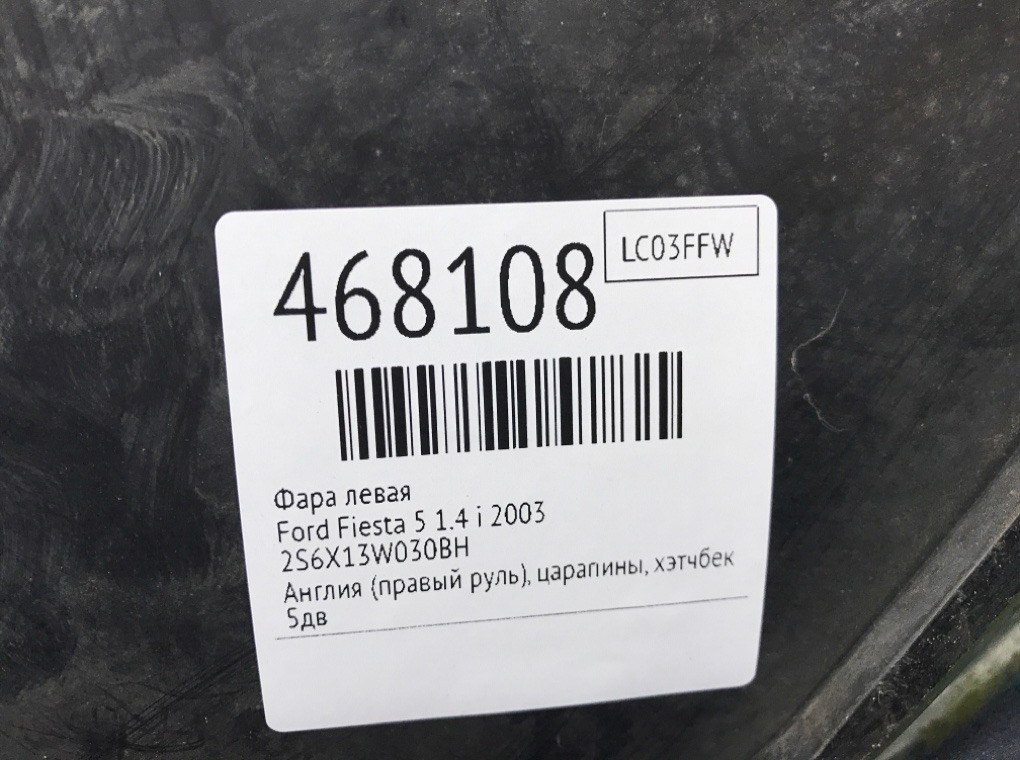 468108
LC03FFW
Фара левая
Ford Fiesta 5 1.4 i 2003
2S6X13W030BH
Англия (правый руль), царапины, хэтчбек
5дв